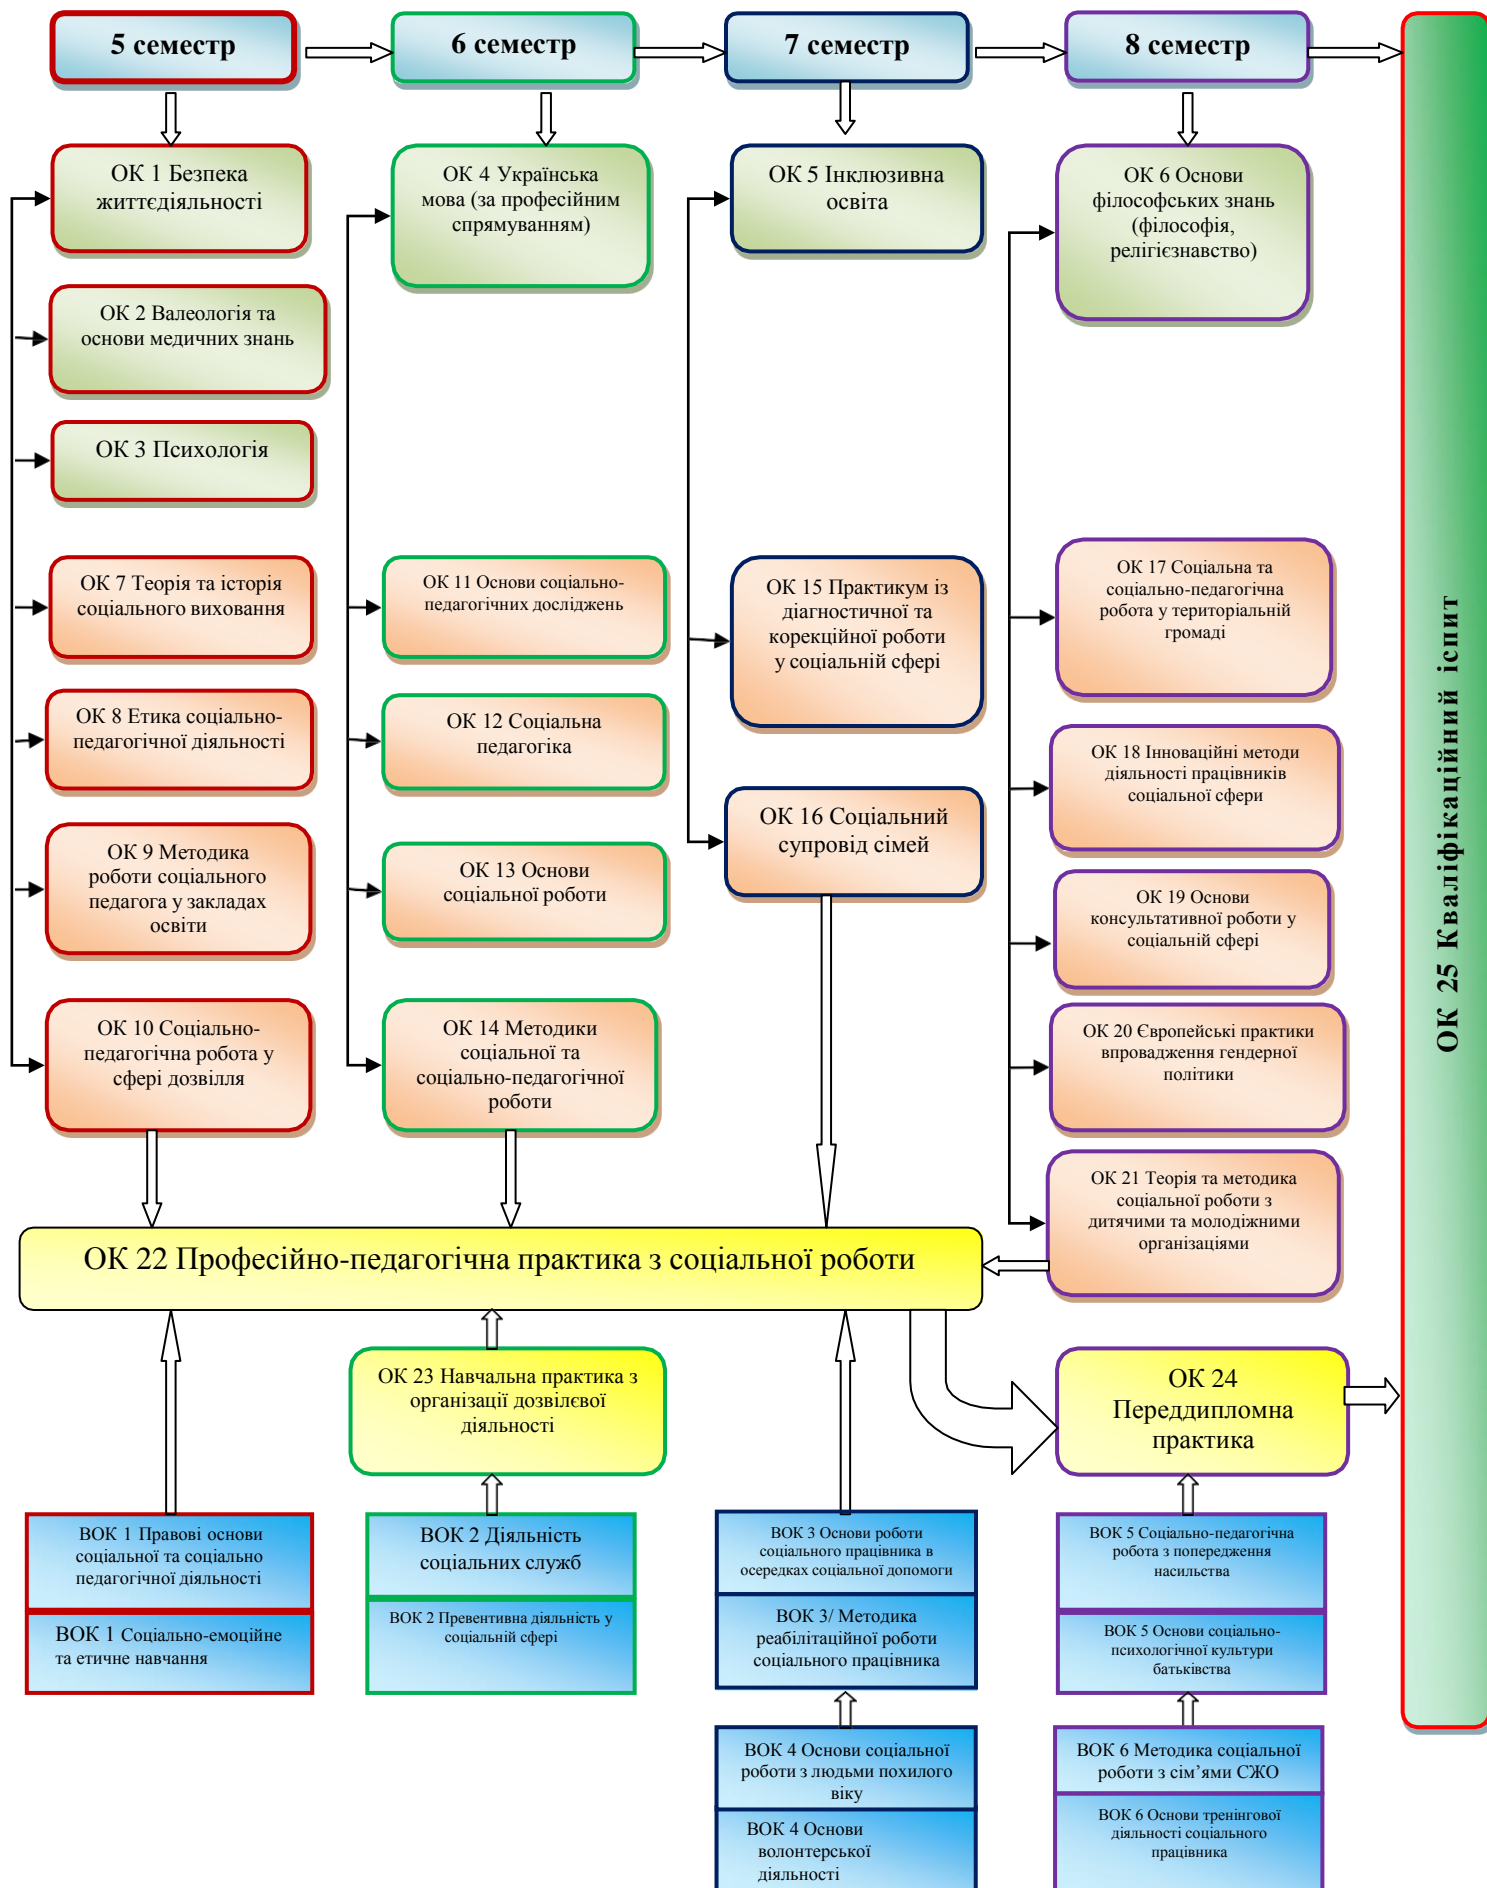 5 семестр
6 семестр
7 семестр
8 семестр
ОК 1 Безпека
життєдіяльності
ОК 2 Валеологія та
основи медичних знань
ОК 3 Психологія
ОК 7 Теорія та історія
соціального виховання
ОК 8 Етика соціально-
педагогічної діяльності
ОК 9 Методика
роботи соціального
педагога у закладах
освіти
ОК 10 Соціально-
педагогічна робота у
сфері дозвілля
ОК 4 Українська
мова (за професійним
спрямуванням)
ОК 11 Основи соціально-
педагогічних досліджень
ОК 12 Соціальна
педагогіка
ОК 13 Основи
соціальної роботи
ОК 14 Методики
соціальної та
соціально-педагогічної
роботи
ОК 5 Інклюзивна
освіта
ОК 15 Практикум із
діагностичної та
корекційної роботи
у соціальній сфері
ОК 16 Соціальний
супровід сімей
ОК 6 Основи
філософських знань
(філософія,
релігієзнавство)
ОК 17 Соціальна та
соціально-педагогічна
робота у територіальній
громаді
ОК 18 Інноваційні методи
діяльності працівників
соціальної сфери
ОК 19 Основи
консультативної роботи у
соціальній сфері
ОК 20 Європейські практики
впровадження гендерної
політики
ОК 21 Теорія та методика
соціальної роботи з
дитячими та молодіжними
організаціями
ОК 25 Кваліфікаційний іспит
ОК 22 Професійно-педагогічна практика з соціальної роботи
ОК 23 Навчальна практика з
організації дозвілєвої
діяльності
ОК 24
Переддипломна
практика
ВОК 1 Правові основи
соціальної та соціально
педагогічної діяльності
ВОК 1 Соціально-емоційне
та етичне навчання
ВОК 2 Діяльність
соціальних служб
ВОК 2 Превентивна діяльність у
соціальній сфері
ВОК 3 Основи роботи
соціального працівника в
осередках соціальної допомоги
ВОК 3/ Методика
реабілітаційної роботи
соціального працівника
ВОК 4 Основи соціальної
роботи з людьми похилого
віку
ВОК 4 Основи
волонтерської
діяльності
ВОК 5 Соціально-педагогічна
робота з попередження
насильства
ВОК 5 Основи соціально-
психологічної культури
батьківства
ВОК 6 Методика соціальної
роботи з сім’ями СЖО
ВОК 6 Основи тренінгової
діяльності соціального
працівника